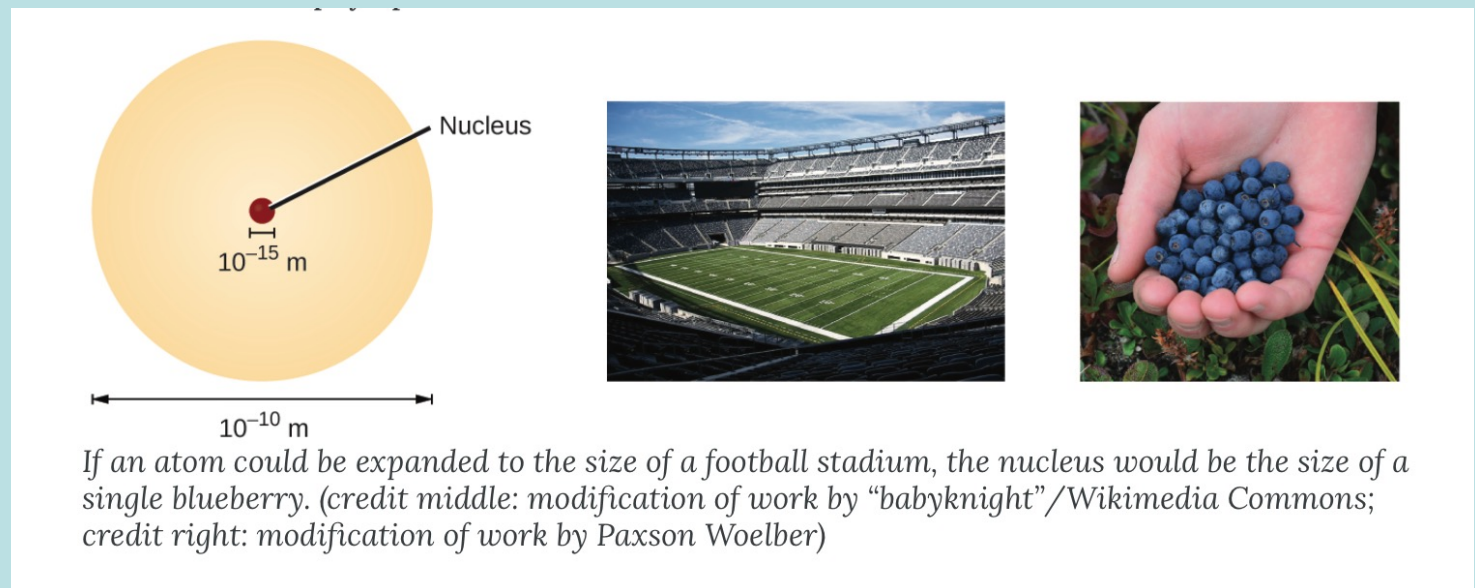 Nucleus
10⁻¹⁵ m
10⁻¹⁰ m
If an atom could be expanded to the size of a football stadium, the nucleus would be the size of a
single blueberry. (credit middle: modification of work by “babyknight”/Wikimedia Commons;
credit right: modification of work by Paxson Woelber)